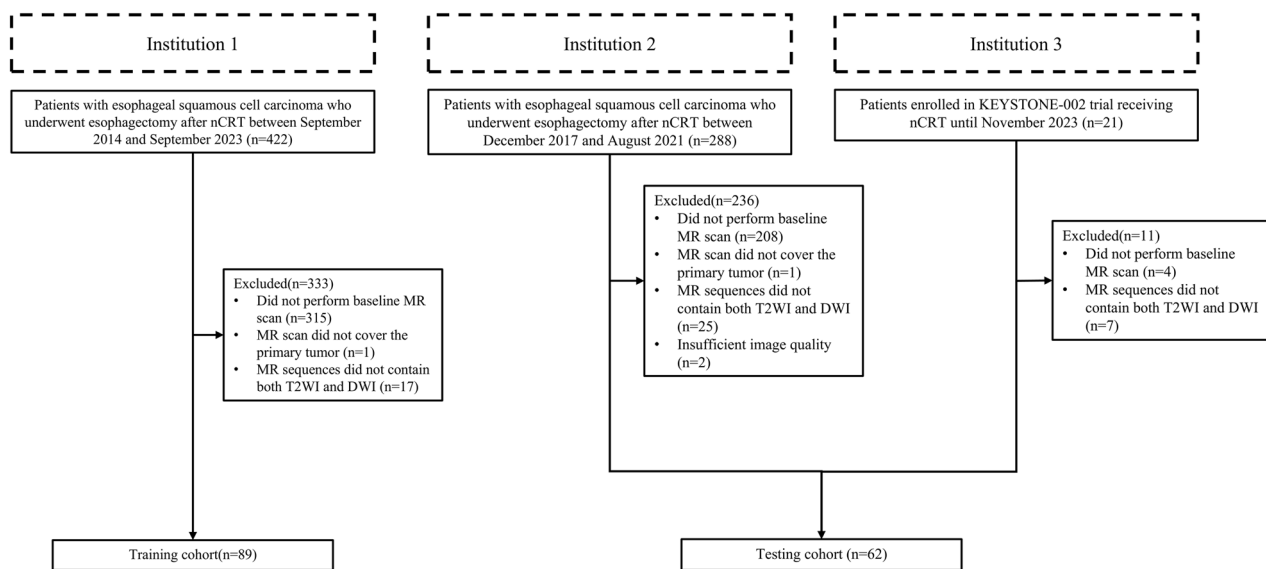 Institution 1
Patients with esophageal squamous cell carcinoma who
underwent esophagectomy after nCRT between September
2014 and September 2023 (n=422)
Excluded(n=333)
• Did not perform baseline MR
scan (n=315)
• MR scan did not cover the
primary tumor (n=1)
• MR sequences did not contain
both T2WI and DWI (n=17)
Training cohort(n=89)
Institution 2
Patients with esophageal squamous cell carcinoma who
underwent esophagectomy after nCRT between
December 2017 and August 2021 (n=288)
Excluded(n=236)
• Did not perform baseline
MR scan (n=208)
• MR scan did not cover the
primary tumor (n=1)
• MR sequences did not
contain both T2WI and DWI
(n=25)
• Insufficient image quality
(n=2)
Institution 3
Patients enrolled in KEYSTONE-002 trial receiving
nCRT until November 2023 (n=21)
Excluded(n=11)
• Did not perform baseline
MR scan (n=4)
• MR sequences did not
contain both T2WI and DWI
(n=7)
Testing cohort (n=62)